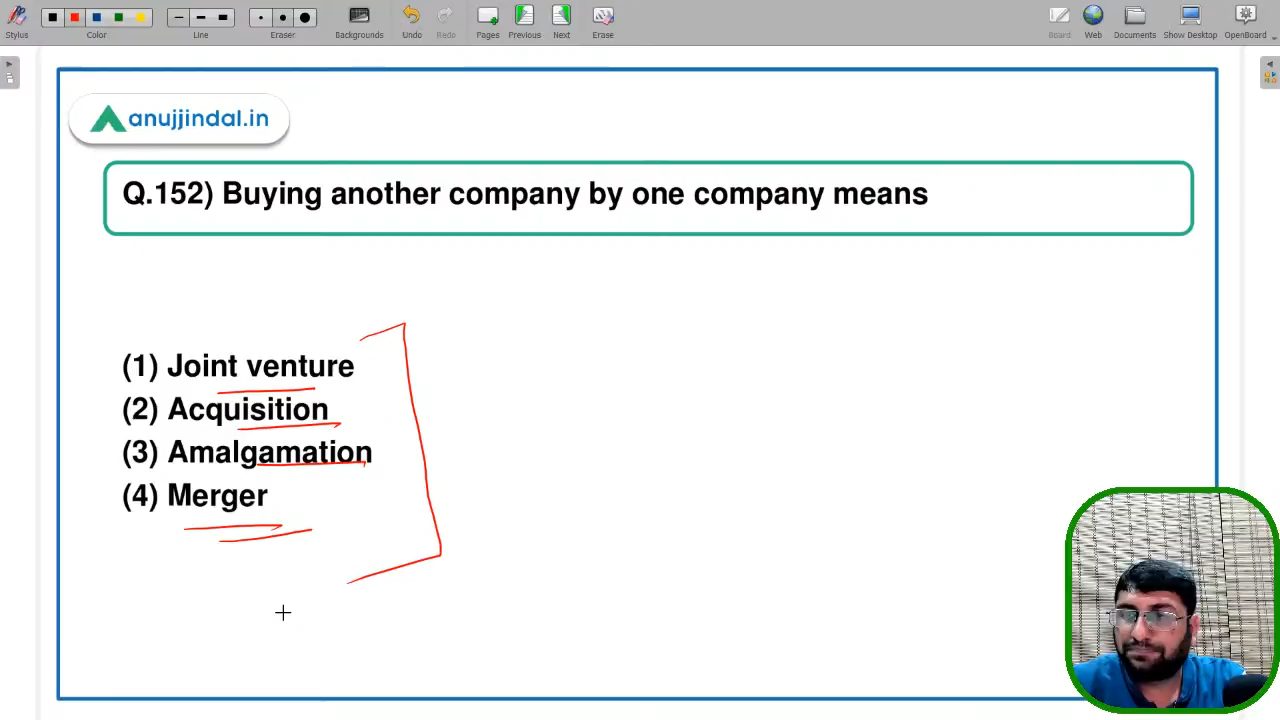 Stylus
Color
Line
Eraser
Backgrounds
Undo
Redo
Pages
Previous
Next
Erase
Board
Web
Documents
Show Desktop
OpenBoard
anujjindal.in
Q.152) Buying another company by one company means
(1) Joint venture
(2) Acquisition
(3) Amalgamation
(4) Merger